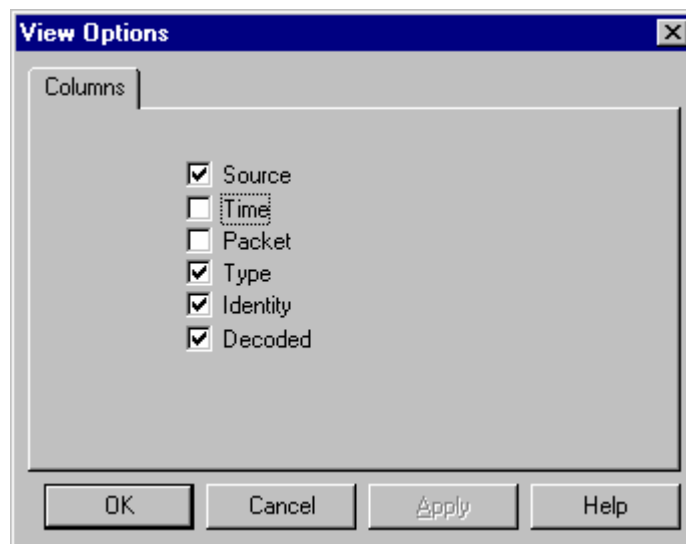 View Options
Columns
Source
Time
Packet
Type
Identity
Decoded
OK Cancel Apply Help